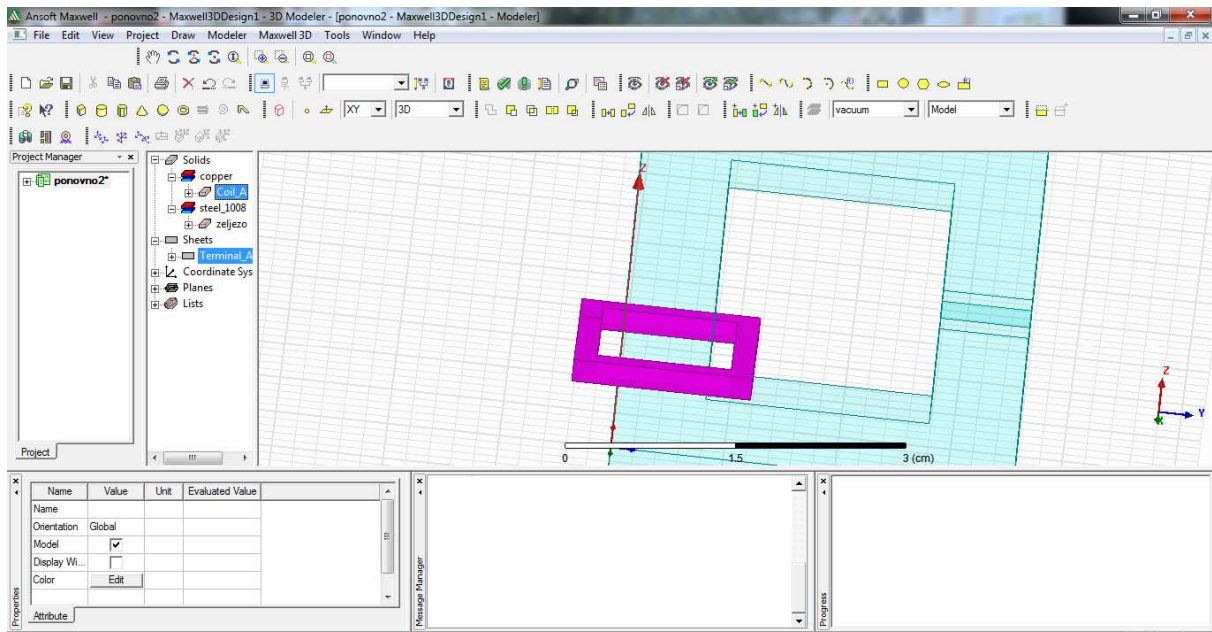 Ansoft Maxwell - ponovno2 - Maxwell3DDesign1 - 3D Modeler - [ponovno2 - Maxwell3DDesign1 - Modeler]
File Edit View Project Draw Modeler Maxwell 3D Tools Window Help
XY 3D vacuum Model
Project Manager
ponovno2*
Project
Solids
copper
Coil_A
steel_1008
zeljezo
Sheets
Terminal_A
Coordinate Sys
Planes
Lists
Z
0 1.5 3 (cm)
Z
Y
X
Name Value Unit Evaluated Value
Name
Orientation Global
Model
Display Wi...
Color Edit
Attribute
Properties
Message Manager
Progress